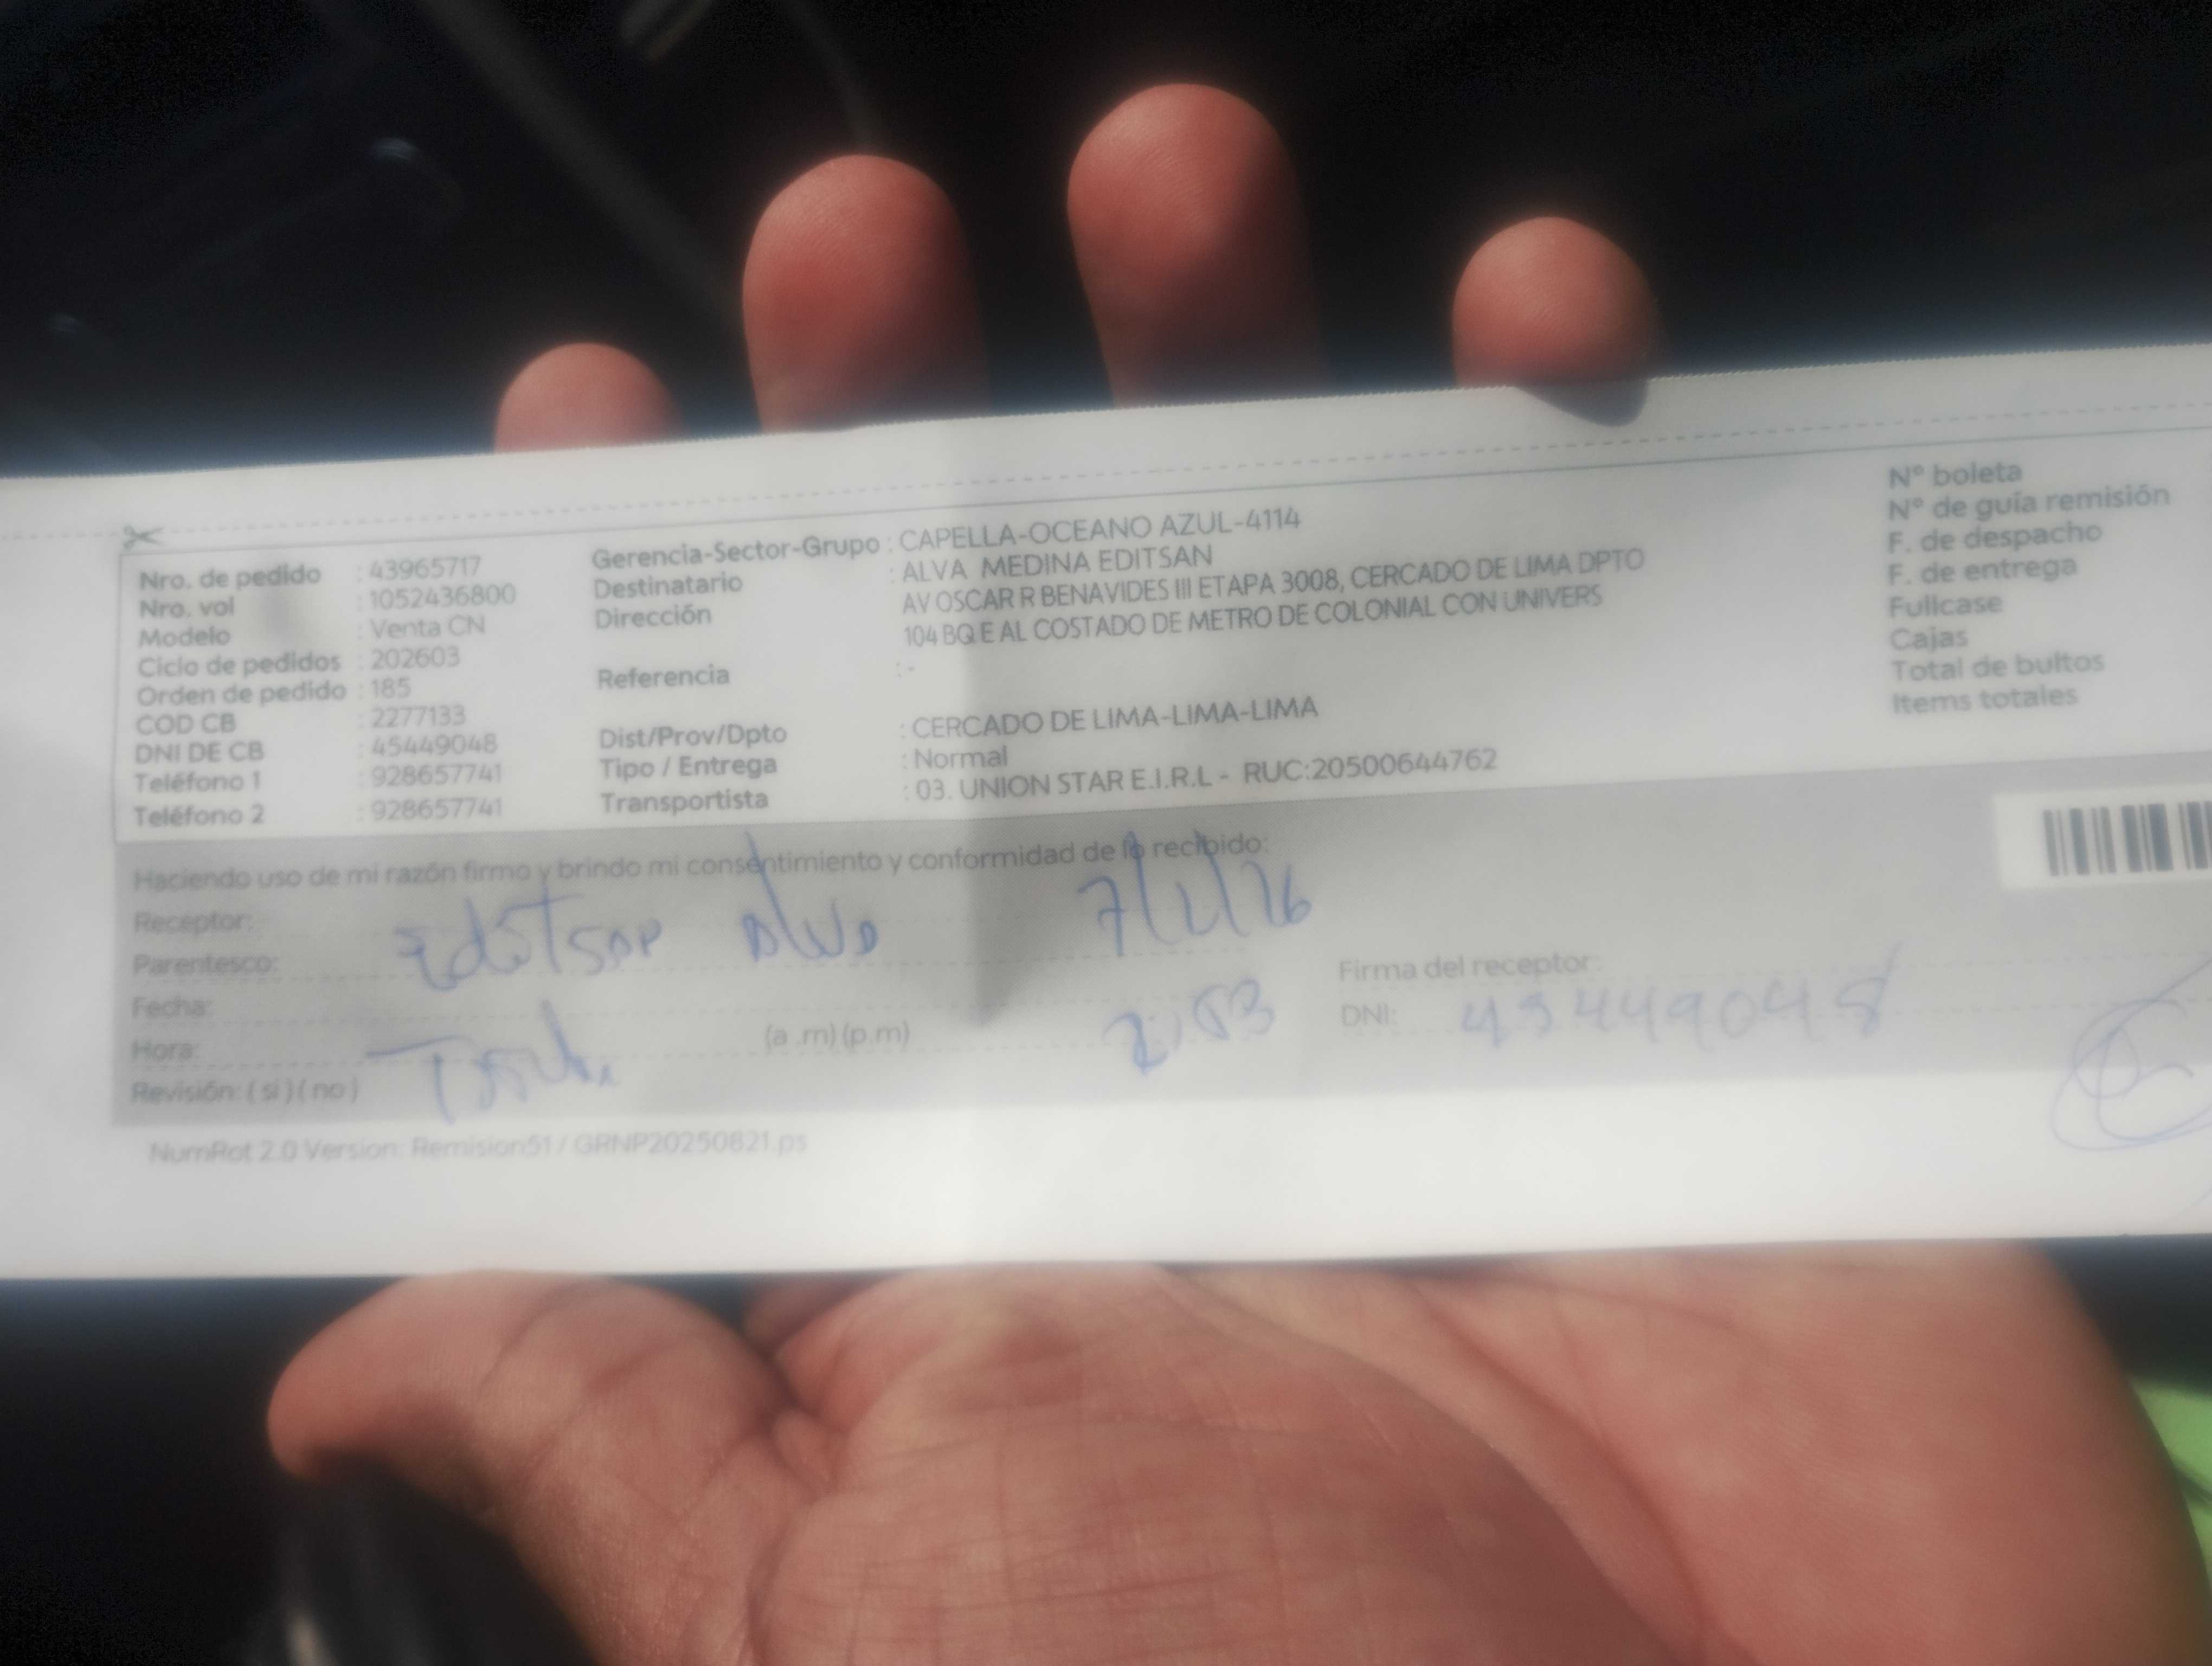 Nro. de pedido : 43965717
Nro. vol : 1052436800
Modelo : Venta CN
Ciclo de pedidos : 202603
Orden de pedido : 185
COD CB : 2277133
DNI DE CB : 45449048
Teléfono 1 : 928657741
Teléfono 2 : 928657741
Gerencia-Sector-Grupo : CAPELLA-OCEANO AZUL-4114
Destinatario : ALVA MEDINA EDITSAN
Dirección AV OSCAR R BENAVIDES III ETAPA 3008, CERCADO DE LIMA DPTO
104 BQ E AL COSTADO DE METRO DE COLONIAL CON UNIVERS
Referencia : -
Dist/Prov/Dpto : CERCADO DE LIMA-LIMA-LIMA
Tipo / Entrega : Normal
Transportista : 03. UNION STAR E.I.R.L - RUC:20500644762
N° boleta
N° de guía remisión
F. de despacho
F. de entrega
Fullcase
Cajas
Total de bultos
Items totales
Haciendo uso de mi razón firmo y brindo mi consentimiento y conformidad de lo recibido:
Receptor:
Editsan Alva 7/1/26
Parentesco:
Fecha:
Hora: (a .m) (p.m)
Revisión: ( si ) ( no )
Firma del receptor:
DNI: 45449048
NumRot 2.0 Version: Remision51 / GRNP20250821.ps